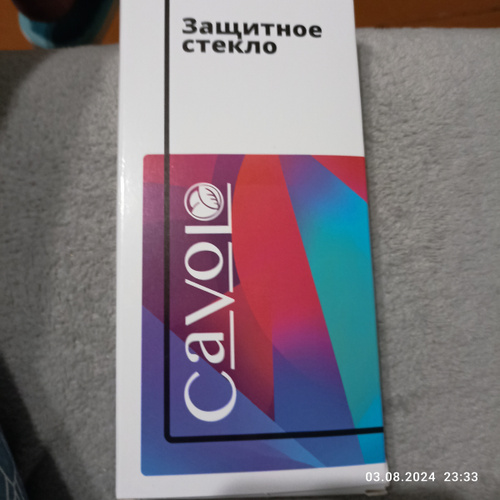 Защитное
стекло
cavolo
03.08.2024 23:33